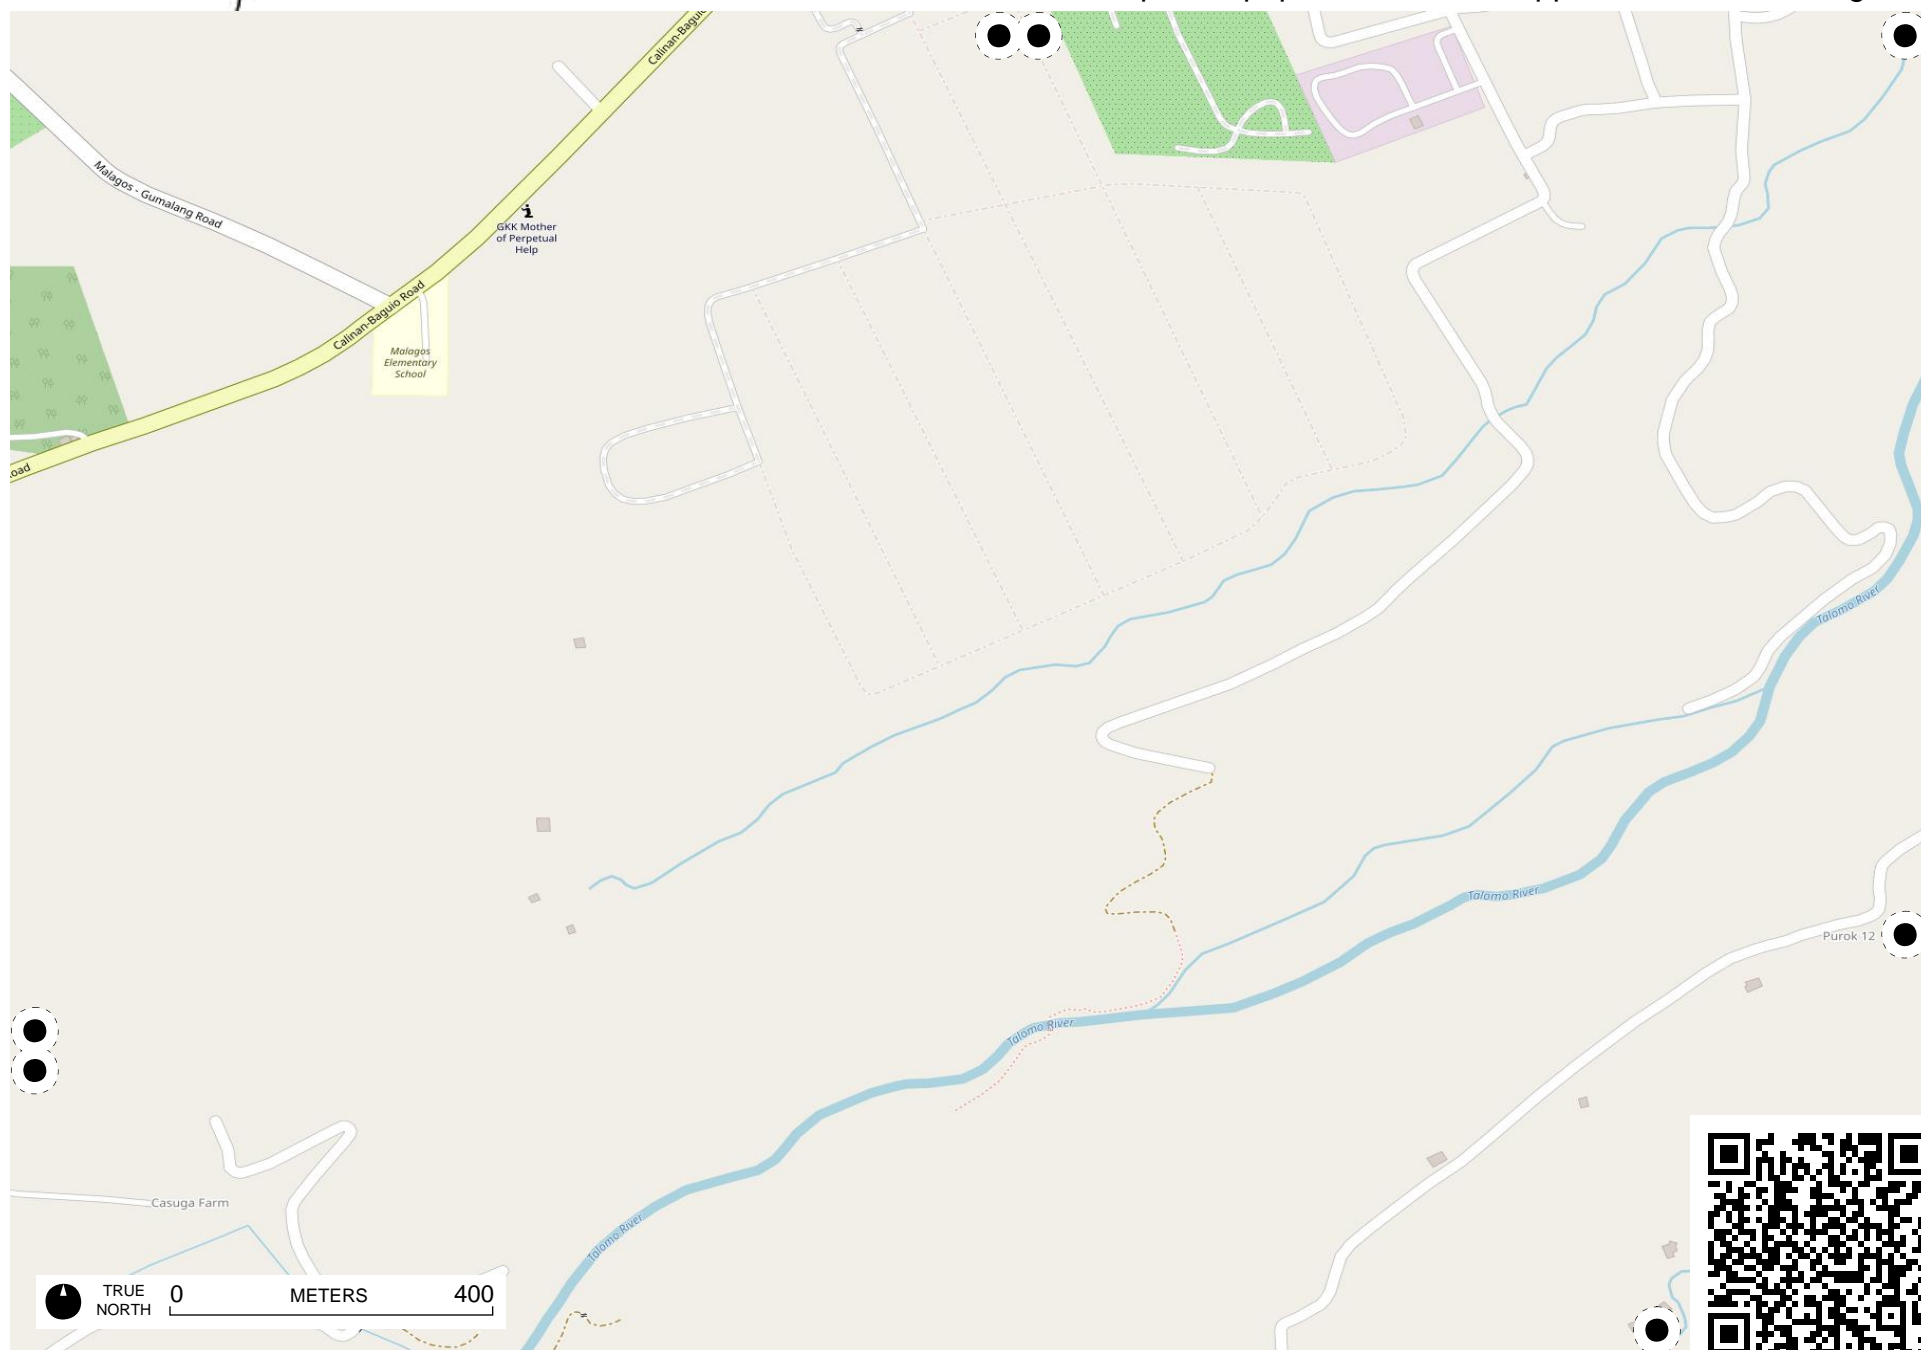 Calinan-Baguio
Malagos - Gumalang Road
GKK Mother
of Perpetual
Help
Calinan-Baguio Road
Malagos
Elementary
School
oad
Talomo River
Talomo River
Purok 12
Talomo River
Casuga Farm
Talomo River
TRUE
NORTH
0 METERS 400